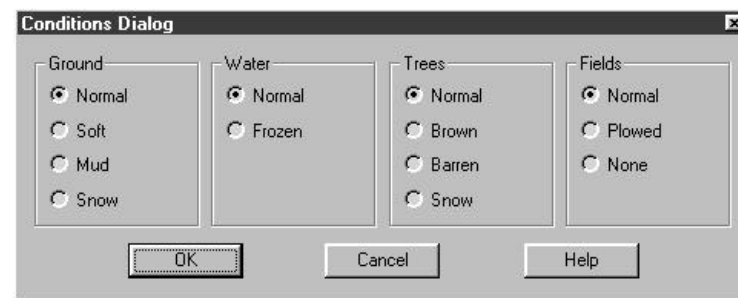 Conditions Dialog
Ground
Normal
Soft
Mud
Snow
Water
Normal
Frozen
Trees
Normal
Brown
Barren
Snow
Fields
Normal
Plowed
None
OK
Cancel
Help